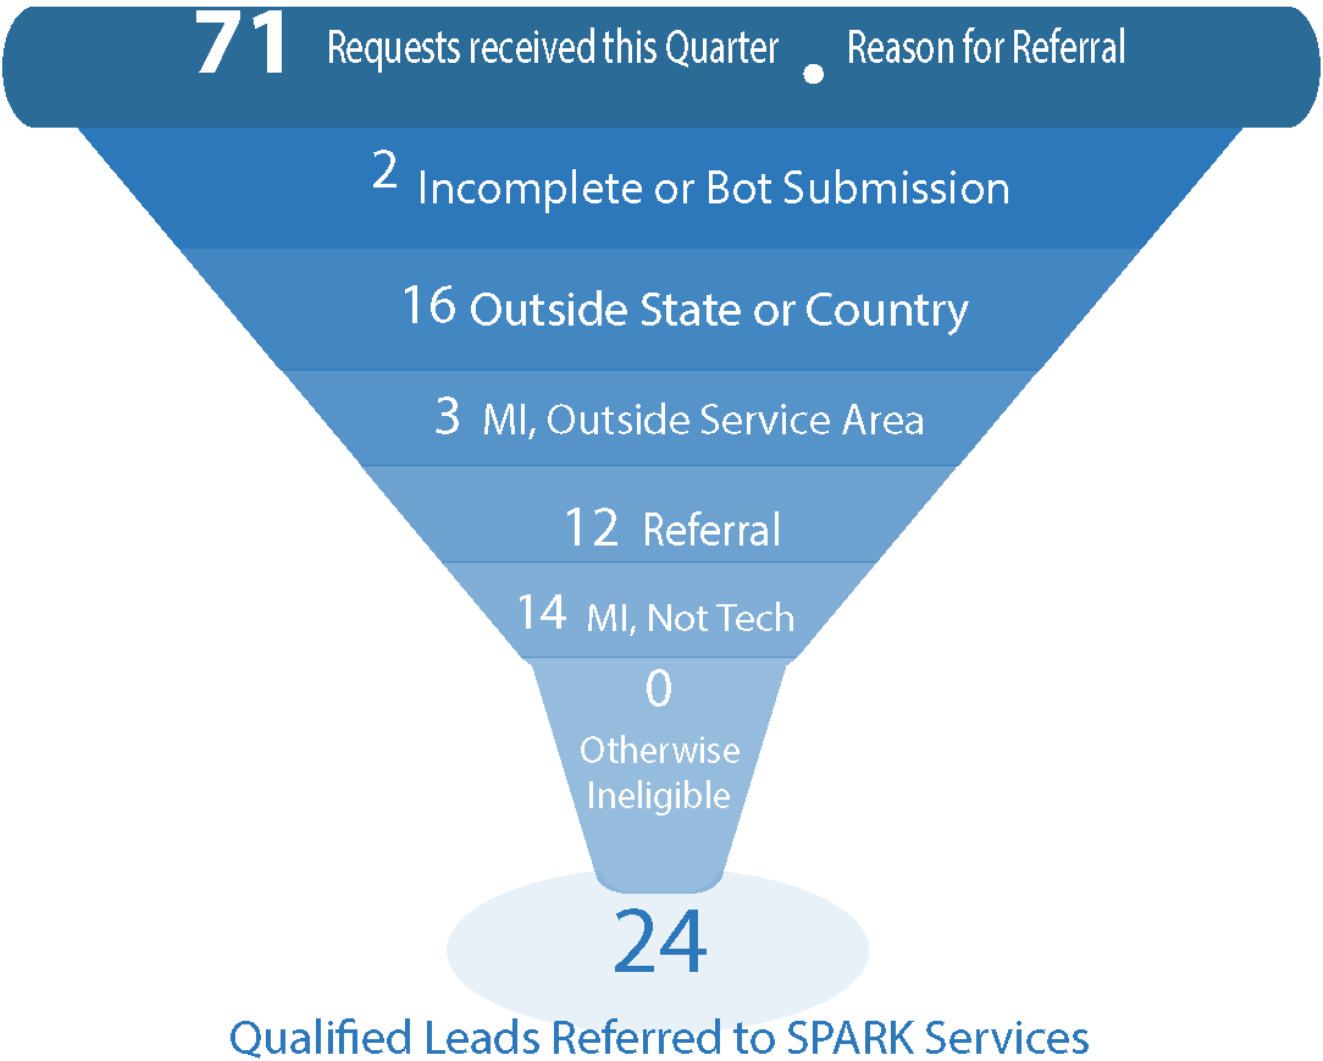 71 Requests received this Quarter . Reason for Referral
2 Incomplete or Bot Submission
16 Outside State or Country
3 MI, Outside Service Area
12 Referral
14 MI, Not Tech
0
Otherwise
Ineligible
24
Qualified Leads Referred to SPARK Services